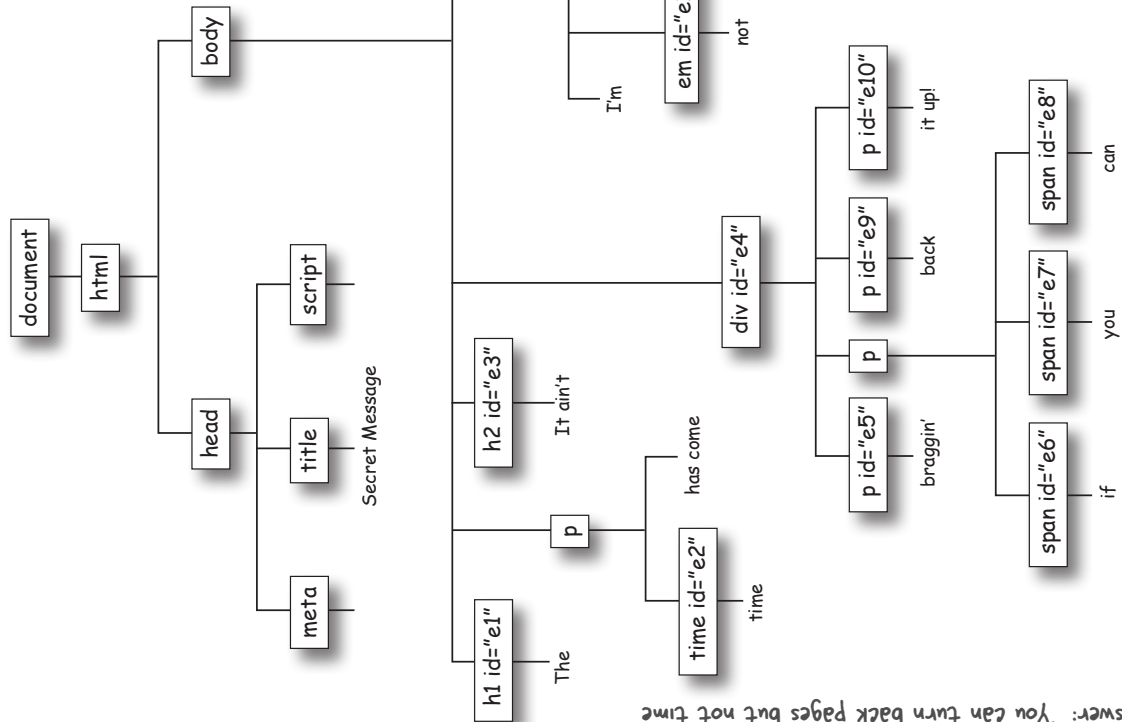 document
html
head
body
meta
title
script
Secret Message
h1 id="e1"
The
p
time id="e2"
time
has come
h2 id="e3"
It ain't
div id="e4"
p id="e5"
braggin'
p
span id="e6"
if
span id="e7"
you
span id="e8"
can
p id="e9"
back
p id="e10"
it up!
I'm
em id="e
not
You can turn back pages but not time